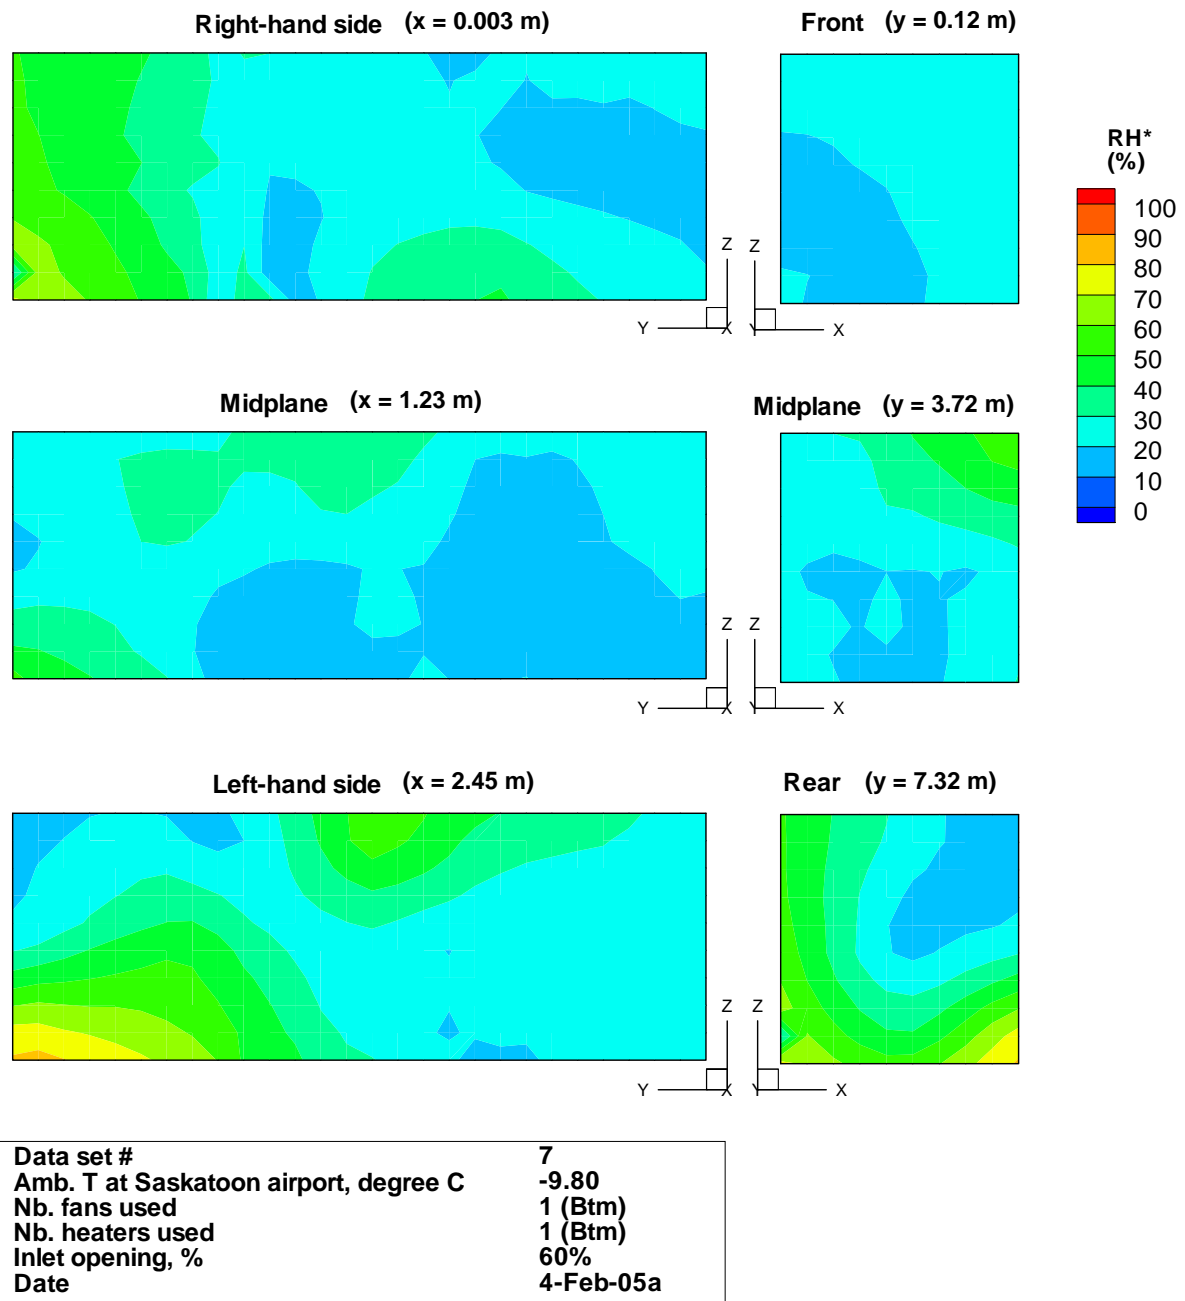 Right-hand side (x = 0.003 m)
Front (y = 0.12 m)
RH*
(%)
100
90
80
70
60
50
40
30
20
10
0
Z Z
Y X Y X
Midplane (x = 1.23 m)
Midplane (y = 3.72 m)
Z Z
Y X Y X
Left-hand side (x = 2.45 m)
Rear (y = 7.32 m)
Z Z
Y X Y X
Data set # 7
Amb. T at Saskatoon airport, degree C -9.80
Nb. fans used 1 (Btm)
Nb. heaters used 1 (Btm)
Inlet opening, % 60%
Date 4-Feb-05a